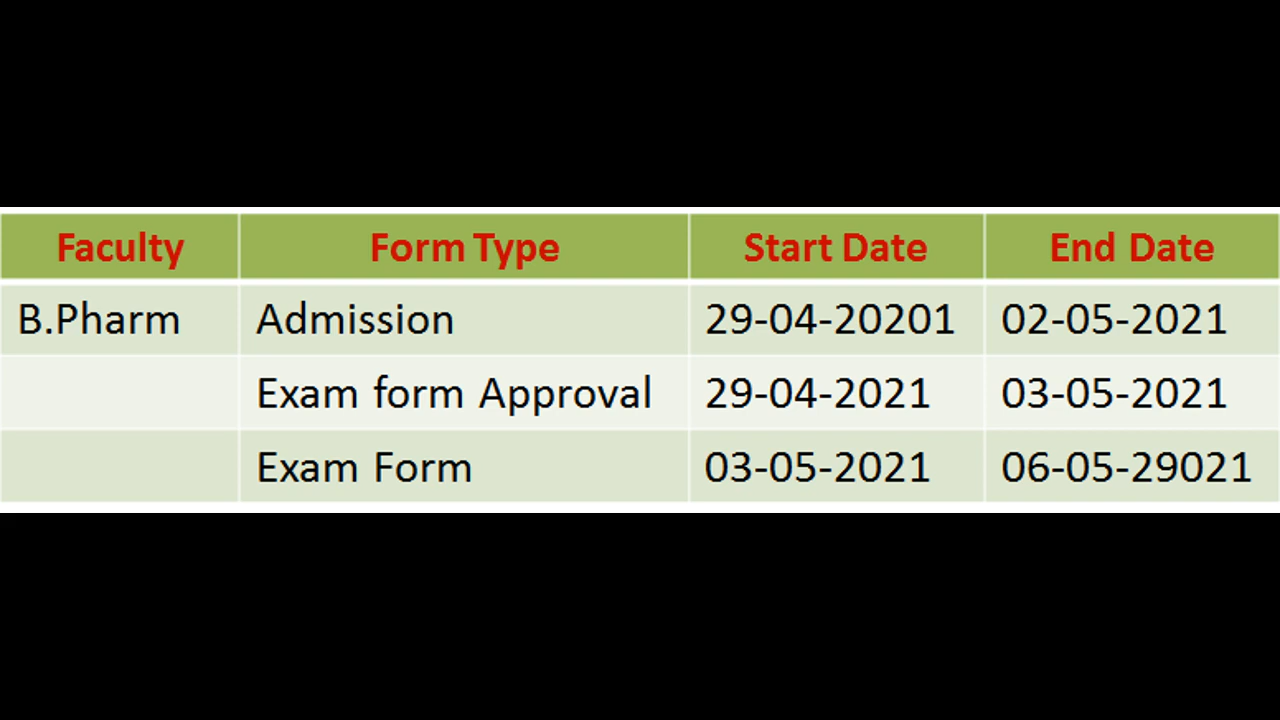 Faculty Form Type Start Date End Date
B.Pharm Admission 29-04-20201 02-05-2021
Exam form Approval 29-04-2021 03-05-2021
Exam Form 03-05-2021 06-05-29021